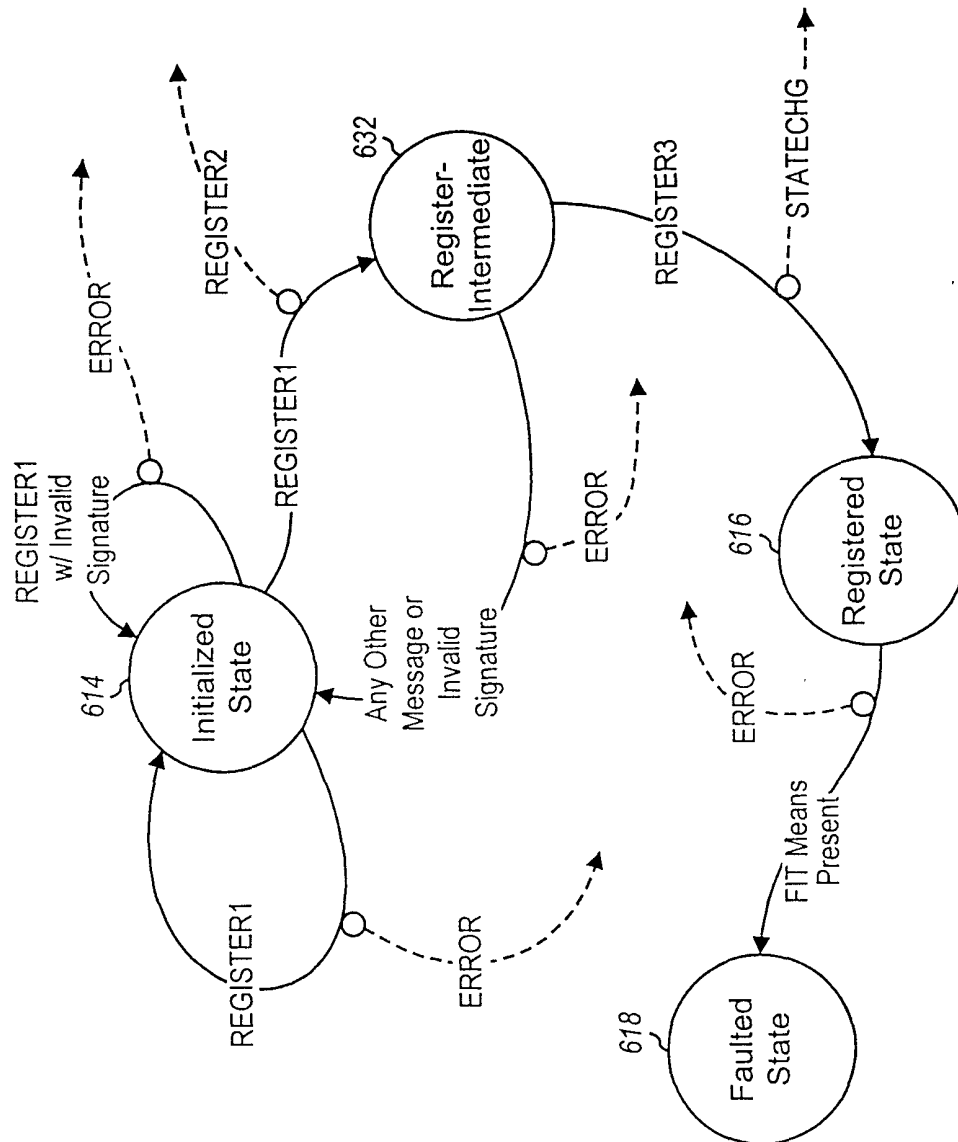 REGISTER1
ERROR
614
Initialized
State
REGISTER1
w/ Invalid
Signature
ERROR
REGISTER1
REGISTER2
632
Register-
Intermediate
Any Other
Message or
Invalid
Signature
ERROR
REGISTER3
STATECHG
616
Registered
State
ERROR
FIT Means
Present
618
Faulted
State